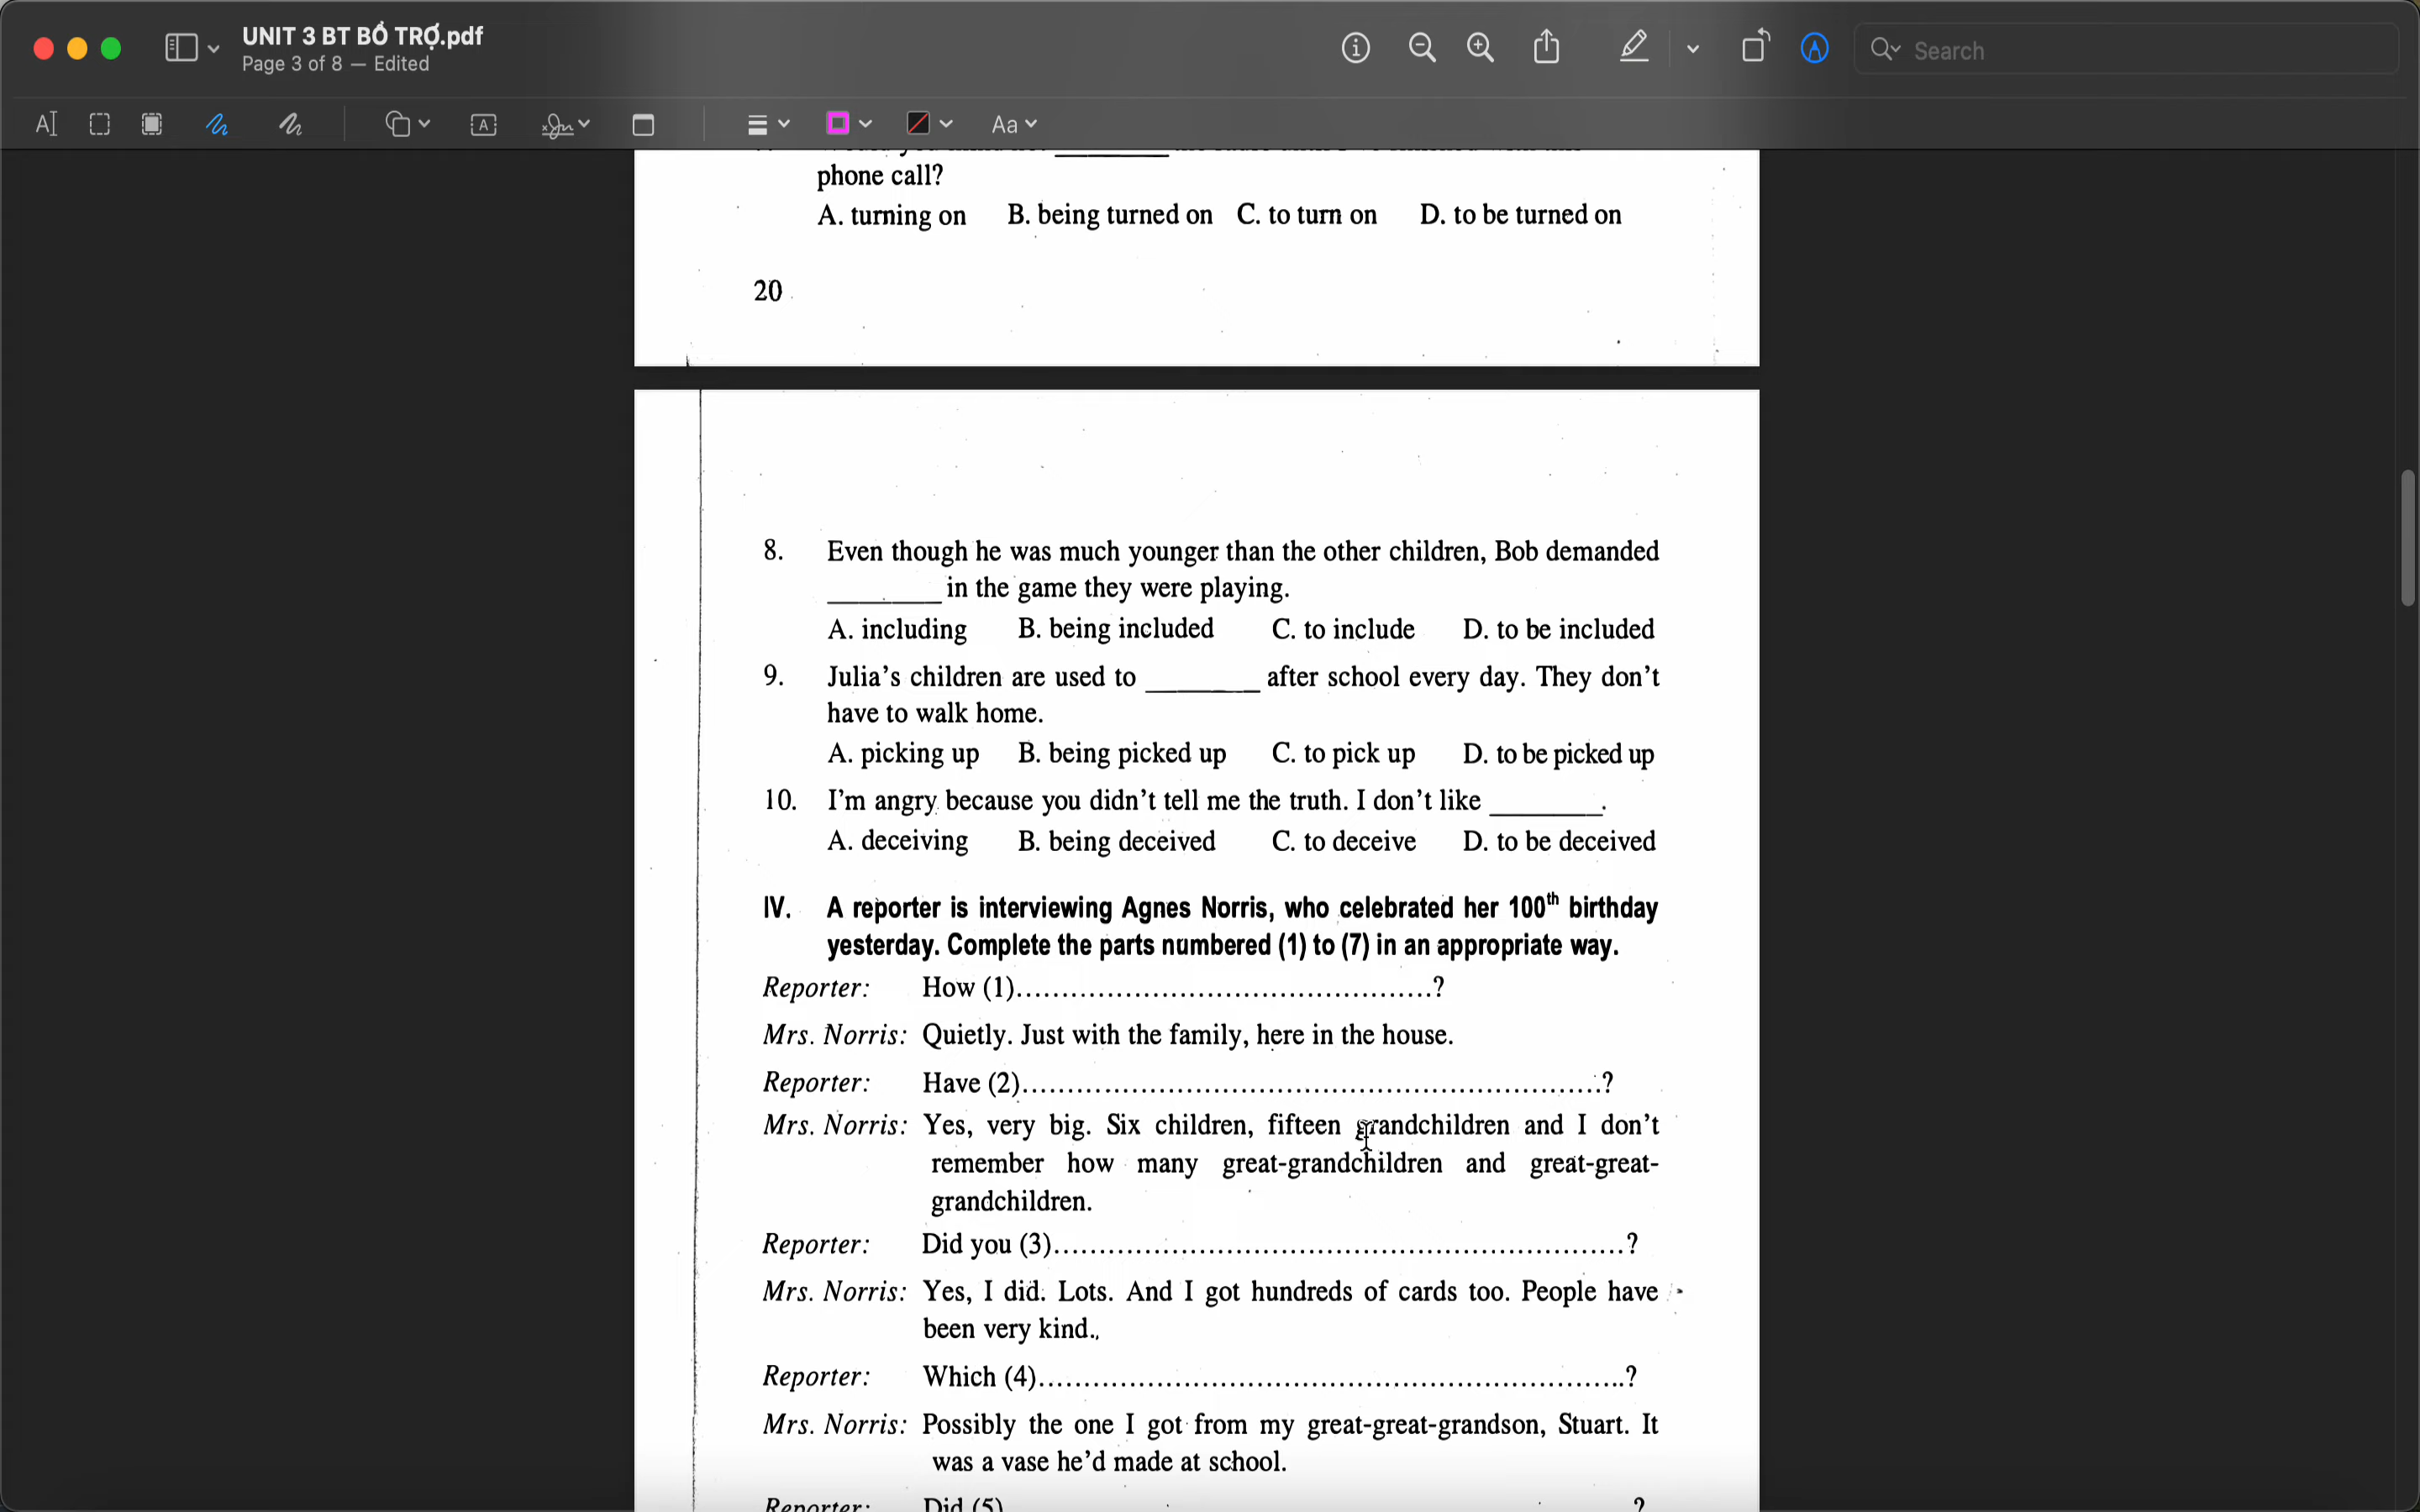 UNIT 3 BT BỔ TRỢ.pdf
Page 3 of 8 — Edited
Search
Aa
phone call?
A. turning on B. being turned on C. to turn on D. to be turned on
20
8. Even though he was much younger than the other children, Bob demanded
________ in the game they were playing.
A. including B. being included C. to include D. to be included
9. Julia's children are used to ________ after school every day. They don't
have to walk home.
A. picking up B. being picked up C. to pick up D. to be picked up
10. I'm angry because you didn't tell me the truth. I don't like ________.
A. deceiving B. being deceived C. to deceive D. to be deceived
IV. A reporter is interviewing Agnes Norris, who celebrated her 100th birthday
yesterday. Complete the parts numbered (1) to (7) in an appropriate way.
Reporter: How (1)..............................................?
Mrs. Norris: Quietly. Just with the family, here in the house.
Reporter: Have (2)................................................................?
Mrs. Norris: Yes, very big. Six children, fifteen grandchildren and I don't
remember how many great-grandchildren and great-great-
grandchildren.
Reporter: Did you (3)...............................................................?
Mrs. Norris: Yes, I did. Lots. And I got hundreds of cards too. People have
been very kind.
Reporter: Which (4).................................................................?
Mrs. Norris: Possibly the one I got from my great-great-grandson, Stuart. It
was a vase he'd made at school.
Reporter: Did (5) ?